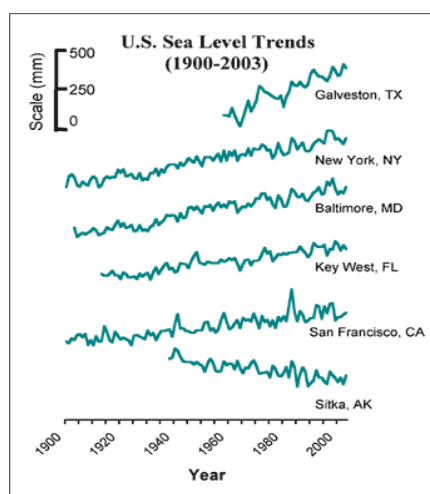 U.S. Sea Level Trends
(1900-2003)
Scale (mm)
500
250
0
Galveston, TX
New York, NY
Baltimore, MD
Key West, FL
San Francisco, CA
Sitka, AK
1900
1920
1940
1960
1980
2000
Year